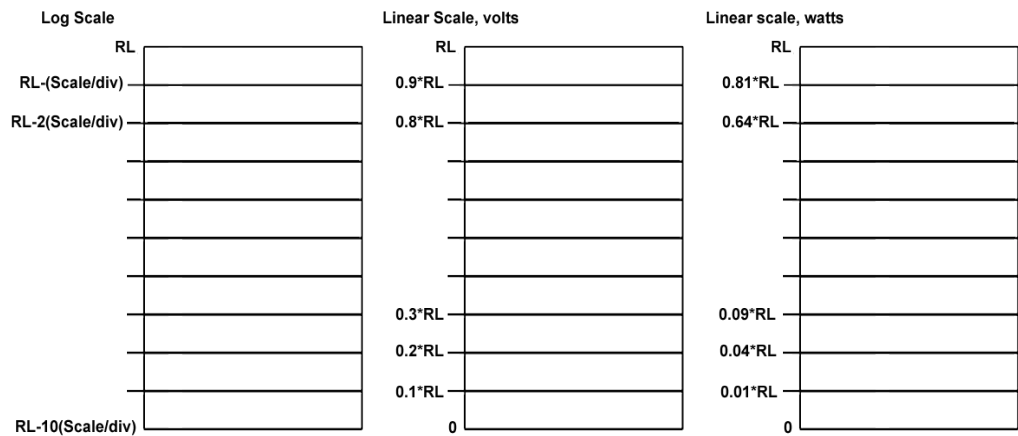 Log Scale
RL
RL-(Scale/div)
RL-2(Scale/div)
RL-10(Scale/div)
Linear Scale, volts
RL
0.9*RL
0.8*RL
0.3*RL
0.2*RL
0.1*RL
0
Linear scale, watts
RL
0.81*RL
0.64*RL
0.09*RL
0.04*RL
0.01*RL
0